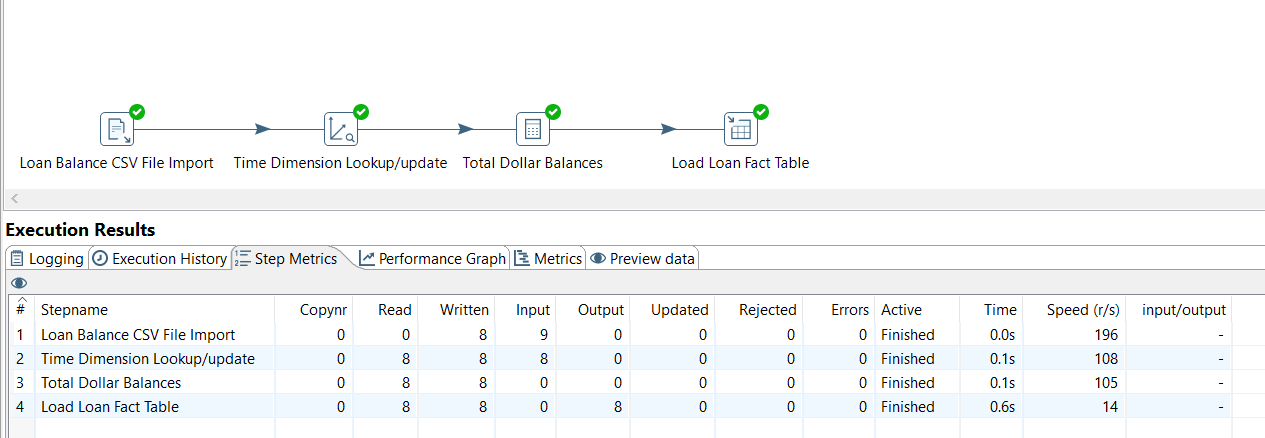 Loan Balance CSV File Import Time Dimension Lookup/update Total Dollar Balances Load Loan Fact Table
Execution Results
Logging Execution History Step Metrics Performance Graph Metrics Preview data
# Stepname Copynr Read Written Input Output Updated Rejected Errors Active Time Speed (r/s) input/output
1 Loan Balance CSV File Import 0 0 8 9 0 0 0 0 Finished 0.0s 196 -
2 Time Dimension Lookup/update 0 8 8 8 0 0 0 0 Finished 0.1s 108 -
3 Total Dollar Balances 0 8 8 0 0 0 0 0 Finished 0.1s 105 -
4 Load Loan Fact Table 0 8 8 0 8 0 0 0 Finished 0.6s 14 -